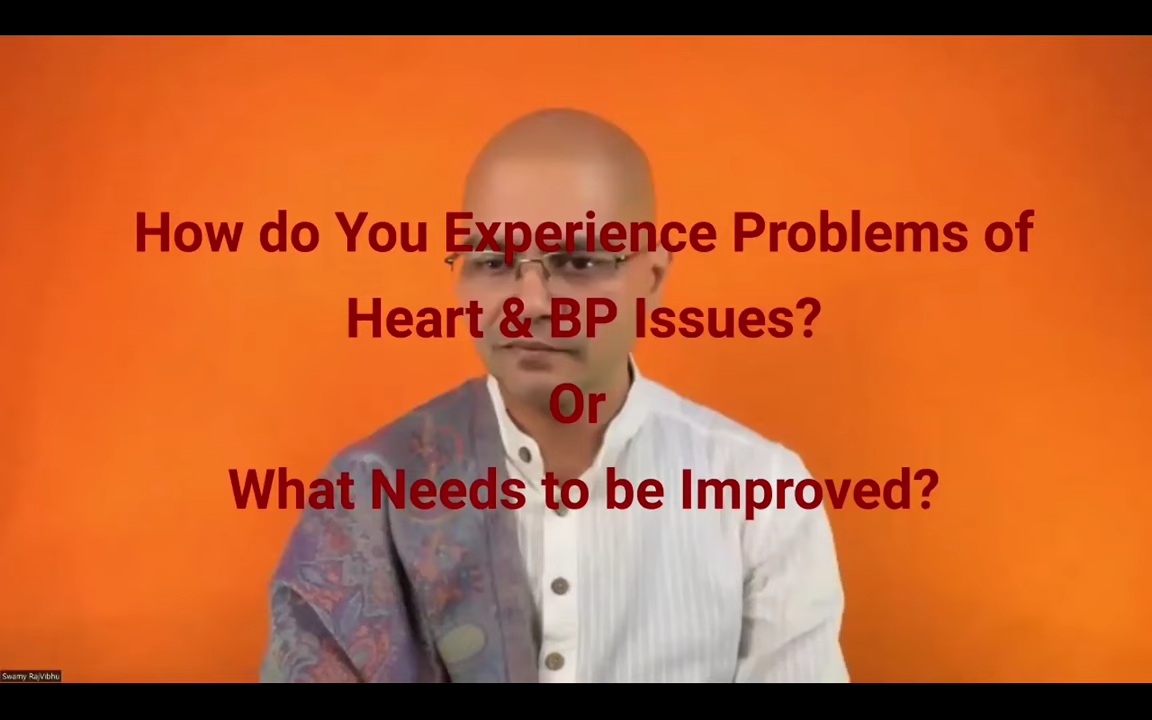 How do You Experience Problems of
Heart & BP Issues?
Or
What Needs to be Improved?
Swamy RajVibhu